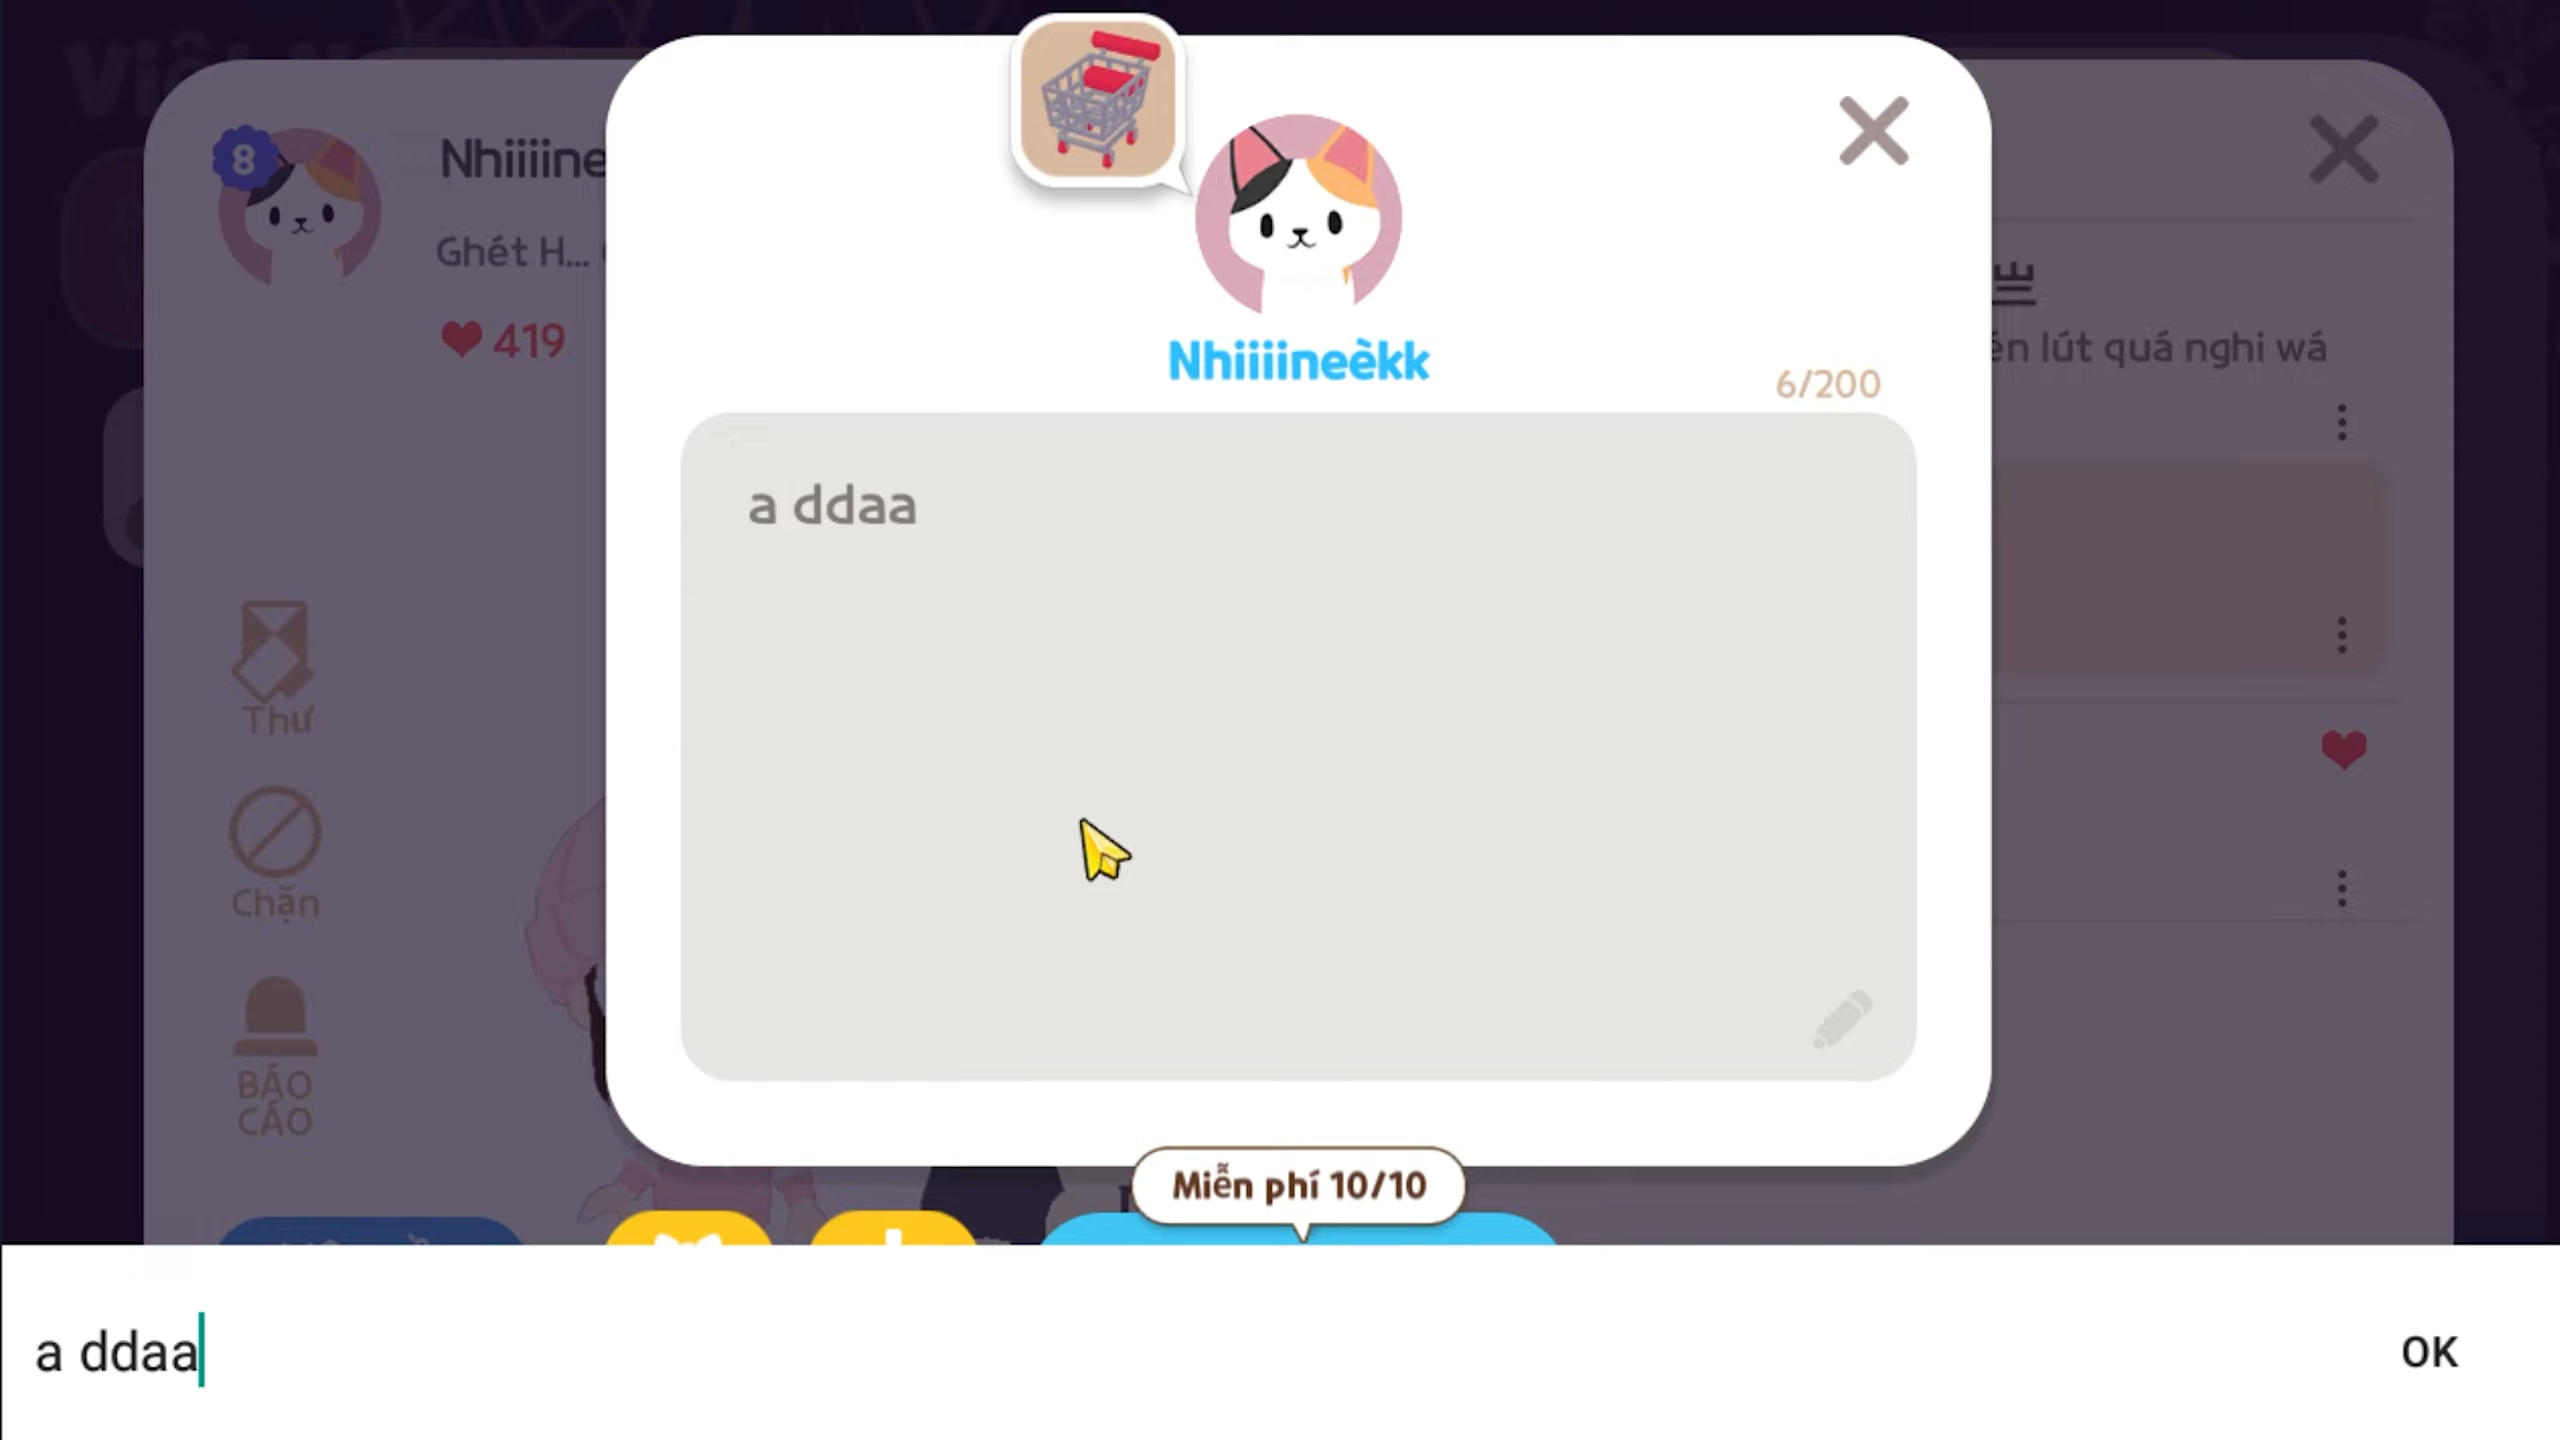 8
Nhiiiine
Ghét H...
419
Thư
Chặn
BÁO
CÁO
Nhiiiineèkk
6/200
a ddaa
lút quá nghi wá
Miễn phí 10/10
a ddaa
OK